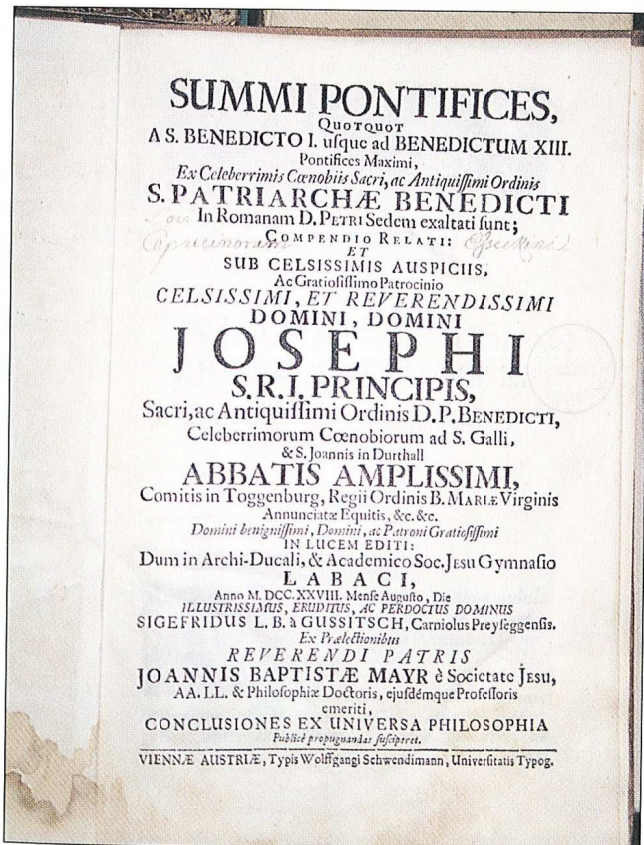 SUMMI PONTIFICES,
QUOTQUOT
A S. BENEDICTO I. uſque ad BENEDICTUM XIII.
Pontifices Maximi,
Ex Celeberrimis Cœnobiis Sacri, ac Antiquiſſimi Ordinis
S. PATRIARCHÆ BENEDICTI
In Romanam D. PETRI Sedem exaltati ſunt;
COMPENDIO RELATI:
Capucinorum
ET
SUB CELSISSIMIS AUSPICIIS,
Ac Gratioſiſſimo Patrocinio
CELSISSIMI, ET REVERENDISSIMI
DOMINI, DOMINI
JOSEPHI
S.R.I. PRINCIPIS,
Sacri, ac Antiquiſſimi Ordinis D.P. BENEDICTI,
Celeberrimorum Cœnobiorum ad S. Galli,
& S. Joannis in Durthall
ABBATIS AMPLISSIMI,
Comitis in Toggenburg, Regii Ordinis B. MARIÆ Virginis
Annunciatæ Equitis, &c. &c.
Domini benigniſſimi, Domini, ac Patroni Gratioſiſſimi
IN LUCEM EDITI:
Dum in Archi-Ducali, & Academico Soc. JESU Gymnaſio
LABACI,
Anno M. DCC. XXVIII. Menſe Auguſto, Die
ILLUSTRISSIMUS, ERUDITUS, AC PERDOCTUS DOMINUS
SIGEFRIDUS L. B. à GUSSITSCH, Carniolus Preyſeggenſis.
Ex Prælectionibus
REVERENDI PATRIS
JOANNIS BAPTISTÆ MAYR è Societate JESU,
AA. LL. & Philoſophiæ Doctoris, ejuſdémque Profeſſoris
emeriti,
CONCLUSIONES EX UNIVERSA PHILOSOPHIA
Publicè propugnandas ſuſciperet.
VIENNÆ AUSTRIÆ, Typis Wolffgangi Schwendimann, Univerſitatis Typog.